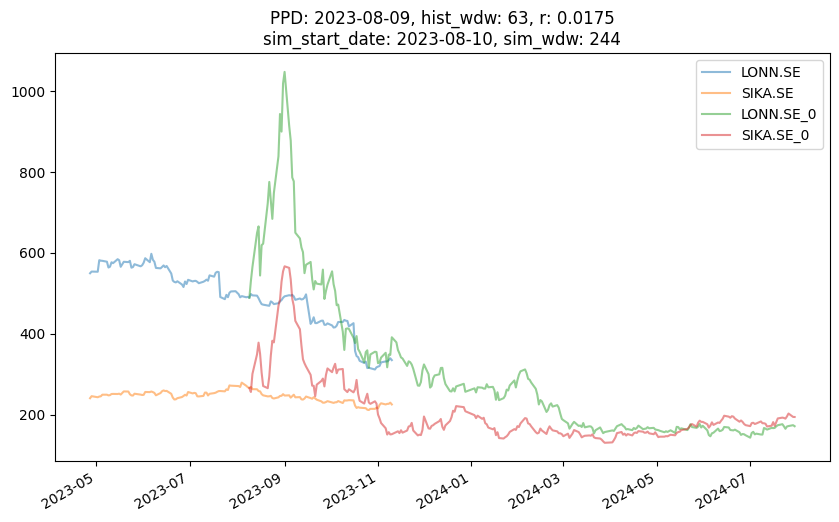 PPD: 2023-08-09, hist_wdw: 63, r: 0.0175
sim_start_date: 2023-08-10, sim_wdw: 244
LONN.SE
SIKA.SE
LONN.SE_0
SIKA.SE_0
1000
800
600
400
200
2023-05
2023-07
2023-09
2023-11
2024-01
2024-03
2024-05
2024-07